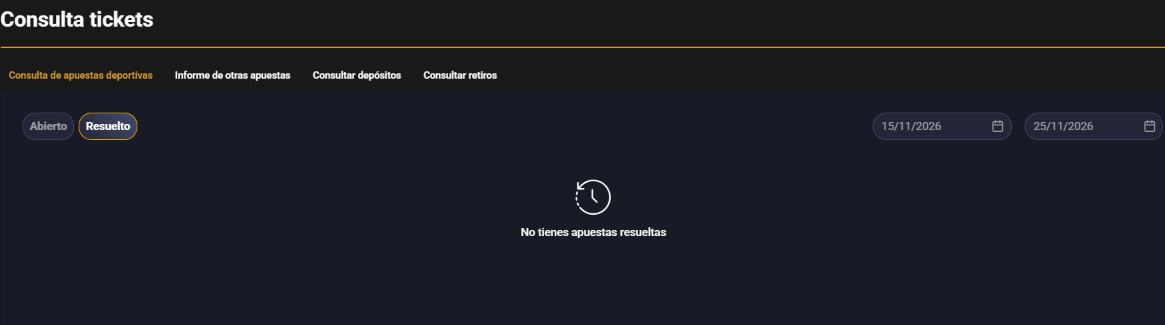 Consulta tickets
Consulta de apuestas deportivas Informe de otras apuestas Consultar depósitos Consultar retiros
Abierto Resuelto 15/11/2026 25/11/2026
No tienes apuestas resueltas